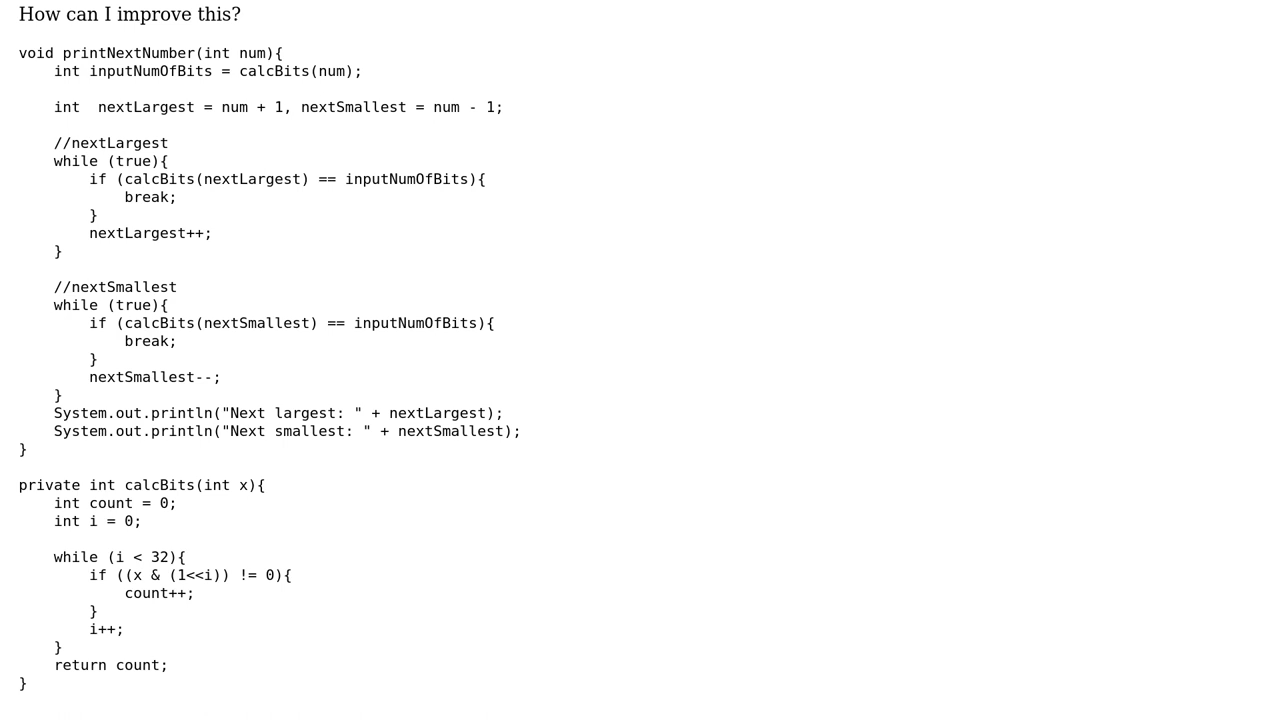 How can I improve this?
void printNextNumber(int num){
    int inputNumOfBits = calcBits(num);

    int  nextLargest = num + 1, nextSmallest = num - 1;

    //nextLargest
    while (true){
        if (calcBits(nextLargest) == inputNumOfBits){
            break;
        }
        nextLargest++;
    }

    //nextSmallest
    while (true){
        if (calcBits(nextSmallest) == inputNumOfBits){
            break;
        }
        nextSmallest--;
    }
    System.out.println("Next largest: " + nextLargest);
    System.out.println("Next smallest: " + nextSmallest);
}

private int calcBits(int x){
    int count = 0;
    int i = 0;

    while (i < 32){
        if ((x & (1<<i)) != 0){
            count++;
        }
        i++;
    }
    return count;
}